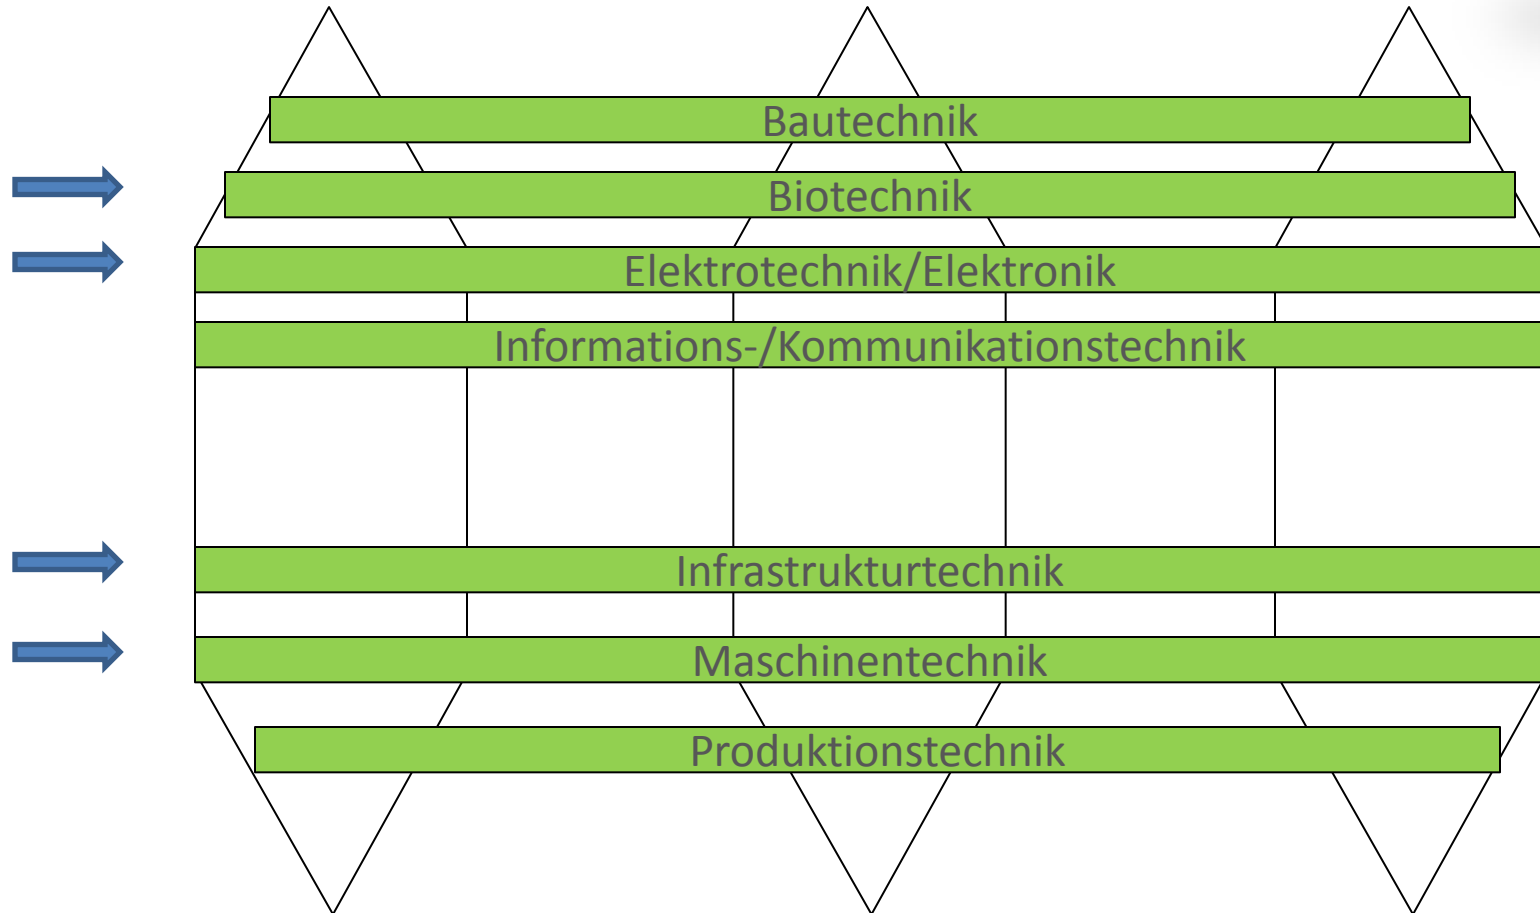 Bautechnik
Biotechnik
Elektrotechnik/Elektronik
Informations-/Kommunikationstechnik
Infrastrukturtechnik
Maschinentechnik
Produktionstechnik